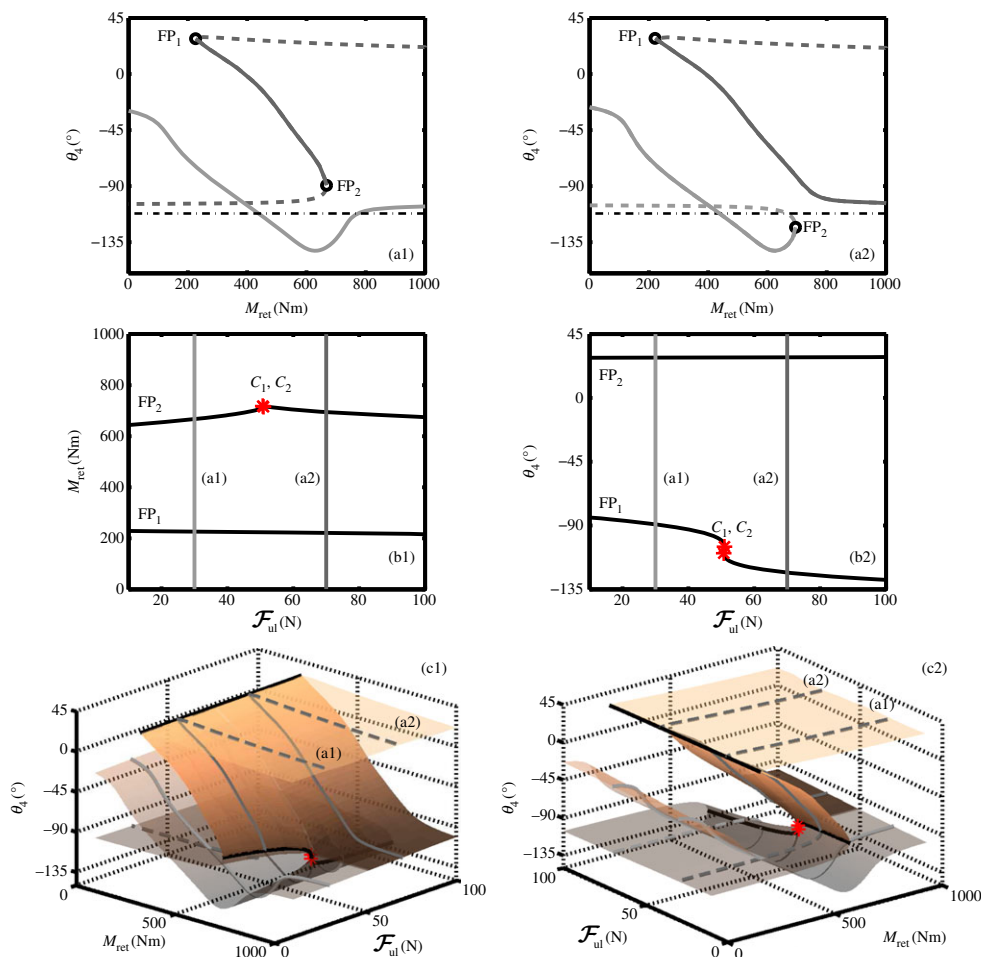 45
0
−45
−90
−135
θ4(°)
FP1
FP2
(a1)
0
200
400
600
800
1000
Mret(Nm)
45
0
−45
−90
−135
θ4(°)
FP1
FP2
(a2)
0
200
400
600
800
1000
Mret(Nm)
1000
800
600
400
200
0
Mret(Nm)
C1, C2
FP2
(a1)
(a2)
FP1
(b1)
20
40
60
80
100
Ful(N)
45
0
−45
−90
−135
θ4(°)
FP2
(a1)
(a2)
FP1
C1, C2
(b2)
20
40
60
80
100
Ful(N)
(c1)
45
0
−45
−90
−135
θ4(°)
(a2)
(a1)
0
500
1000
Mret(Nm)
0
50
100
Ful(N)
(c2)
45
0
−45
−90
−135
θ4(°)
(a2)
(a1)
100
50
0
Ful(N)
0
500
1000
Mret(Nm)